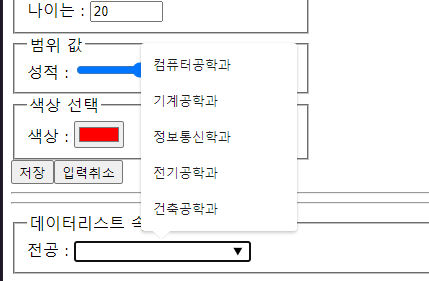 나이는 : 20
범위 값
성적 :
컴퓨터공학과
기계공학과
정보통신학과
전기공학과
건축공학과
색상 선택
색상 :
저장 입력취소
데이터리스트 속
전공 :